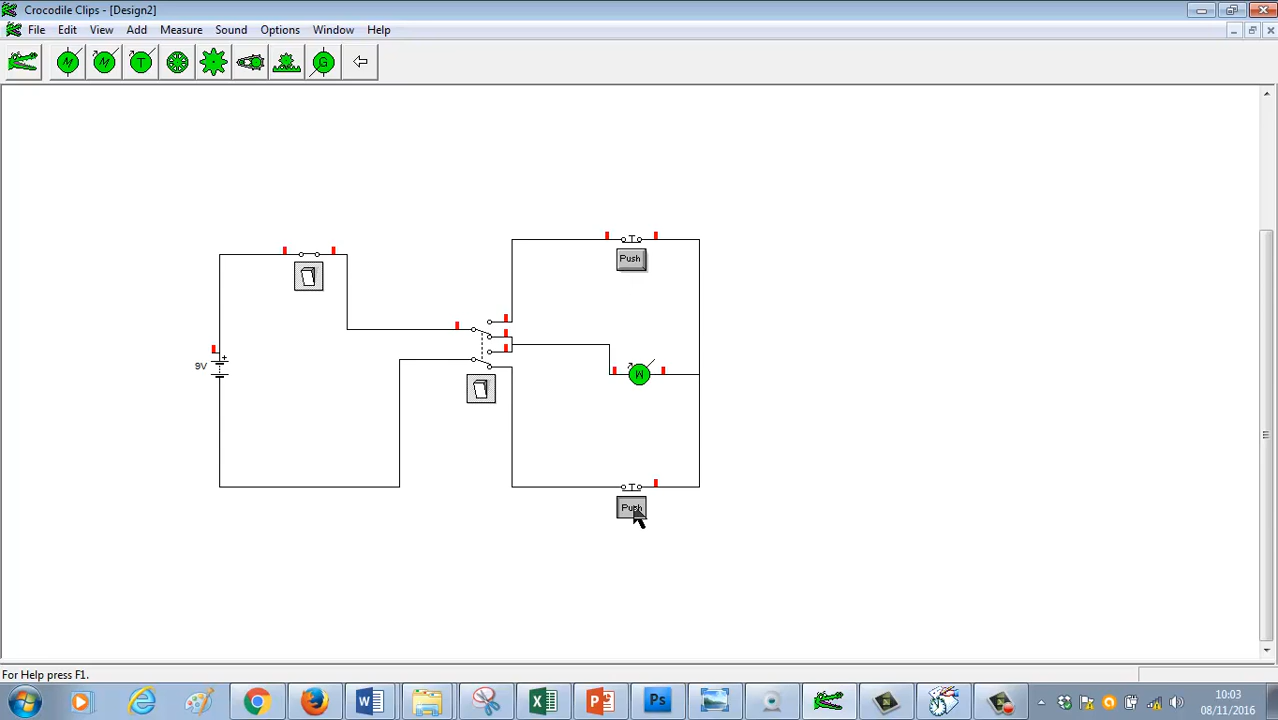 Crocodile Clips - [Design2]
File Edit View Add Measure Sound Options Window Help
M M T G
Push
9V
M
Push
For Help press F1.
W X P Ps
10:03
08/11/2016